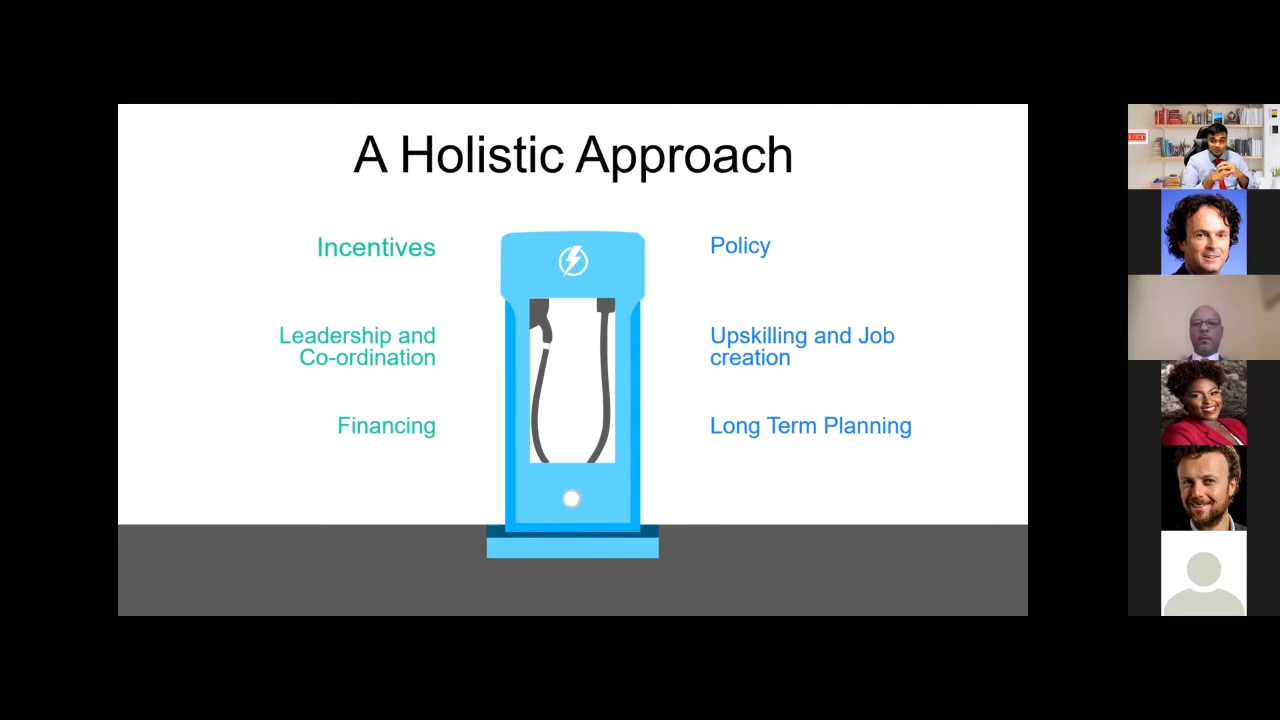 A Holistic Approach
Incentives
Leadership and
Co-ordination
Financing
Policy
Upskilling and Job
creation
Long Term Planning